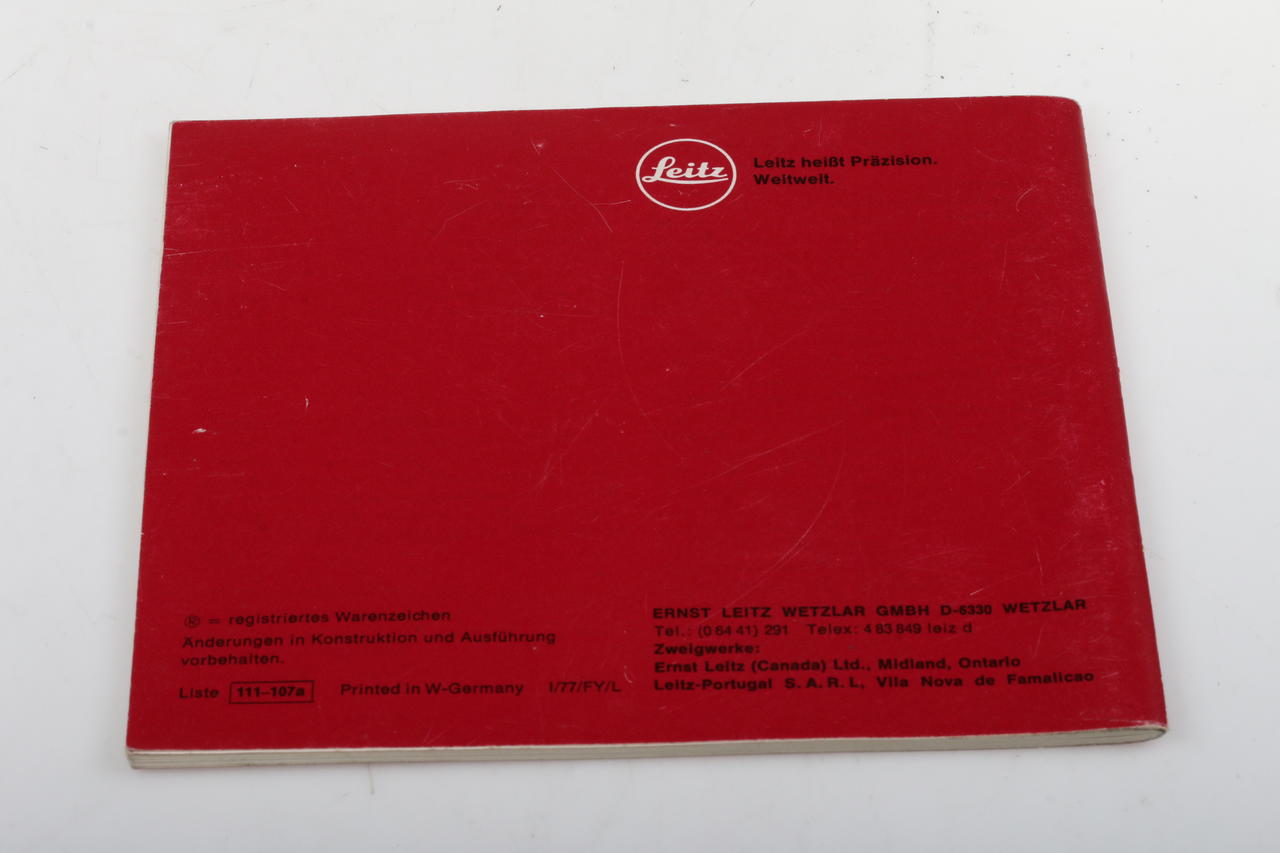 Leitz
Leitz heißt Präzision.
Weltweit.
® = registriertes Warenzeichen
Änderungen in Konstruktion und Ausführung
vorbehalten.
Liste 111–107a Printed in W-Germany I/77/FY/L
ERNST LEITZ WETZLAR GMBH D-6330 WETZLAR
Tel.: (0 64 41) 291 Telex: 4 83 849 leiz d
Zweigwerke:
Ernst Leitz (Canada) Ltd., Midland, Ontario
Leitz-Portugal S. A. R. L, Vila Nova de Famalicao